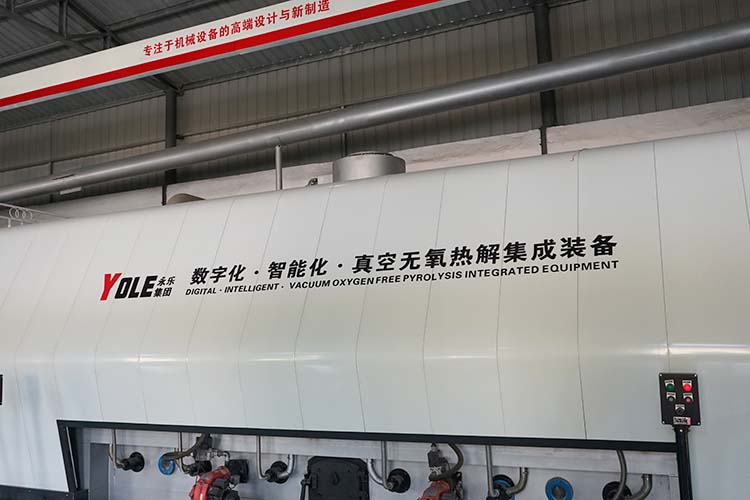 专注于机械设备的高端设计与新制造
YOLE 永乐集团
数字化·智能化·真空无氧热解集成装备
DIGITAL · INTELLIGENT · VACUUM OXYGEN FREE PYROLYSIS INTEGRATED EQUIPMENT